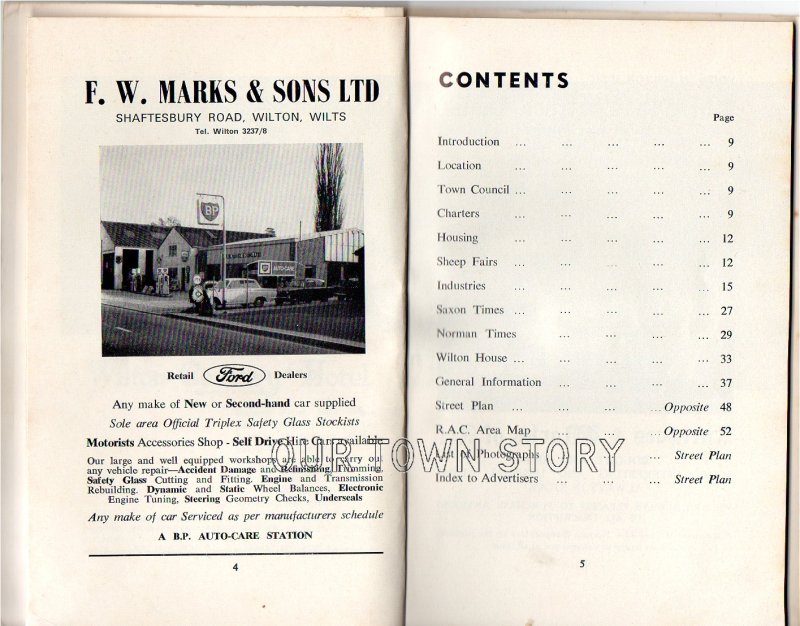 F. W. MARKS & SONS LTD
SHAFTESBURY ROAD, WILTON, WILTS
Tel. Wilton 3237/8
BP
AUTO-CARE
Retail Ford Dealers
Any make of New or Second-hand car supplied
Sole area Official Triplex Safety Glass Stockists
Motorists Accessories Shop - Self Drive Hire Cars available
Our large and well equipped workshops are able to carry out
any vehicle repair—Accident Damage and Refinishing, Trimming,
Safety Glass Cutting and Fitting. Engine and Transmission
Rebuilding. Dynamic and Static Wheel Balances, Electronic
Engine Tuning, Steering Geometry Checks, Underseals
Any make of car Serviced as per manufacturers schedule
A B.P. AUTO-CARE STATION
4
CONTENTS
Page
Introduction ... ... ... ... 9
Location ... ... ... ... 9
Town Council ... ... ... ... 9
Charters ... ... ... ... 9
Housing ... ... ... ... 12
Sheep Fairs ... ... ... ... 12
Industries ... ... ... ... 15
Saxon Times ... ... ... ... 27
Norman Times ... ... ... 29
Wilton House ... ... ... ... 33
General Information ... ... ... 37
Street Plan ... ... ... ... Opposite 48
R.A.C. Area Map ... ... ... Opposite 52
List of Photographs ... ... ... Street Plan
Index to Advertisers ... ... ... Street Plan
5
OUR TOWN STORY